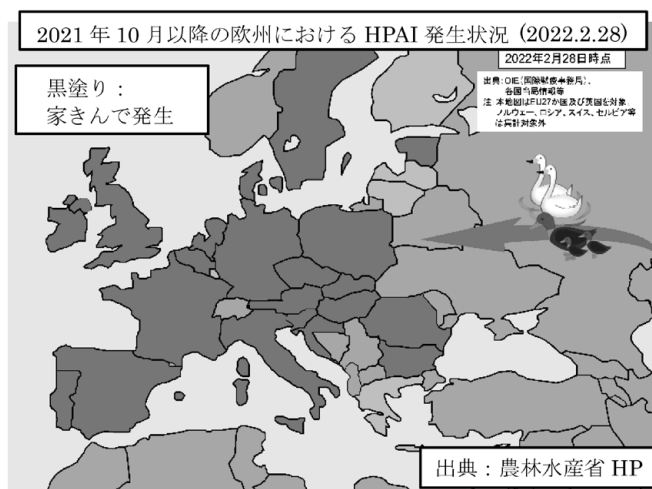 2021年10月以降の欧州におけるHPAI発生状況 (2022.2.28)
2022年2月28日時点
黒塗り：
家きんで発生
出典：OIE（国際獣疫事務局）、
各国当局情報等
注 本地図はEU27か国及び英国を対象
ノルウェー、ロシア、スイス、セルビア等
は集計対象外
出典：農林水産省HP